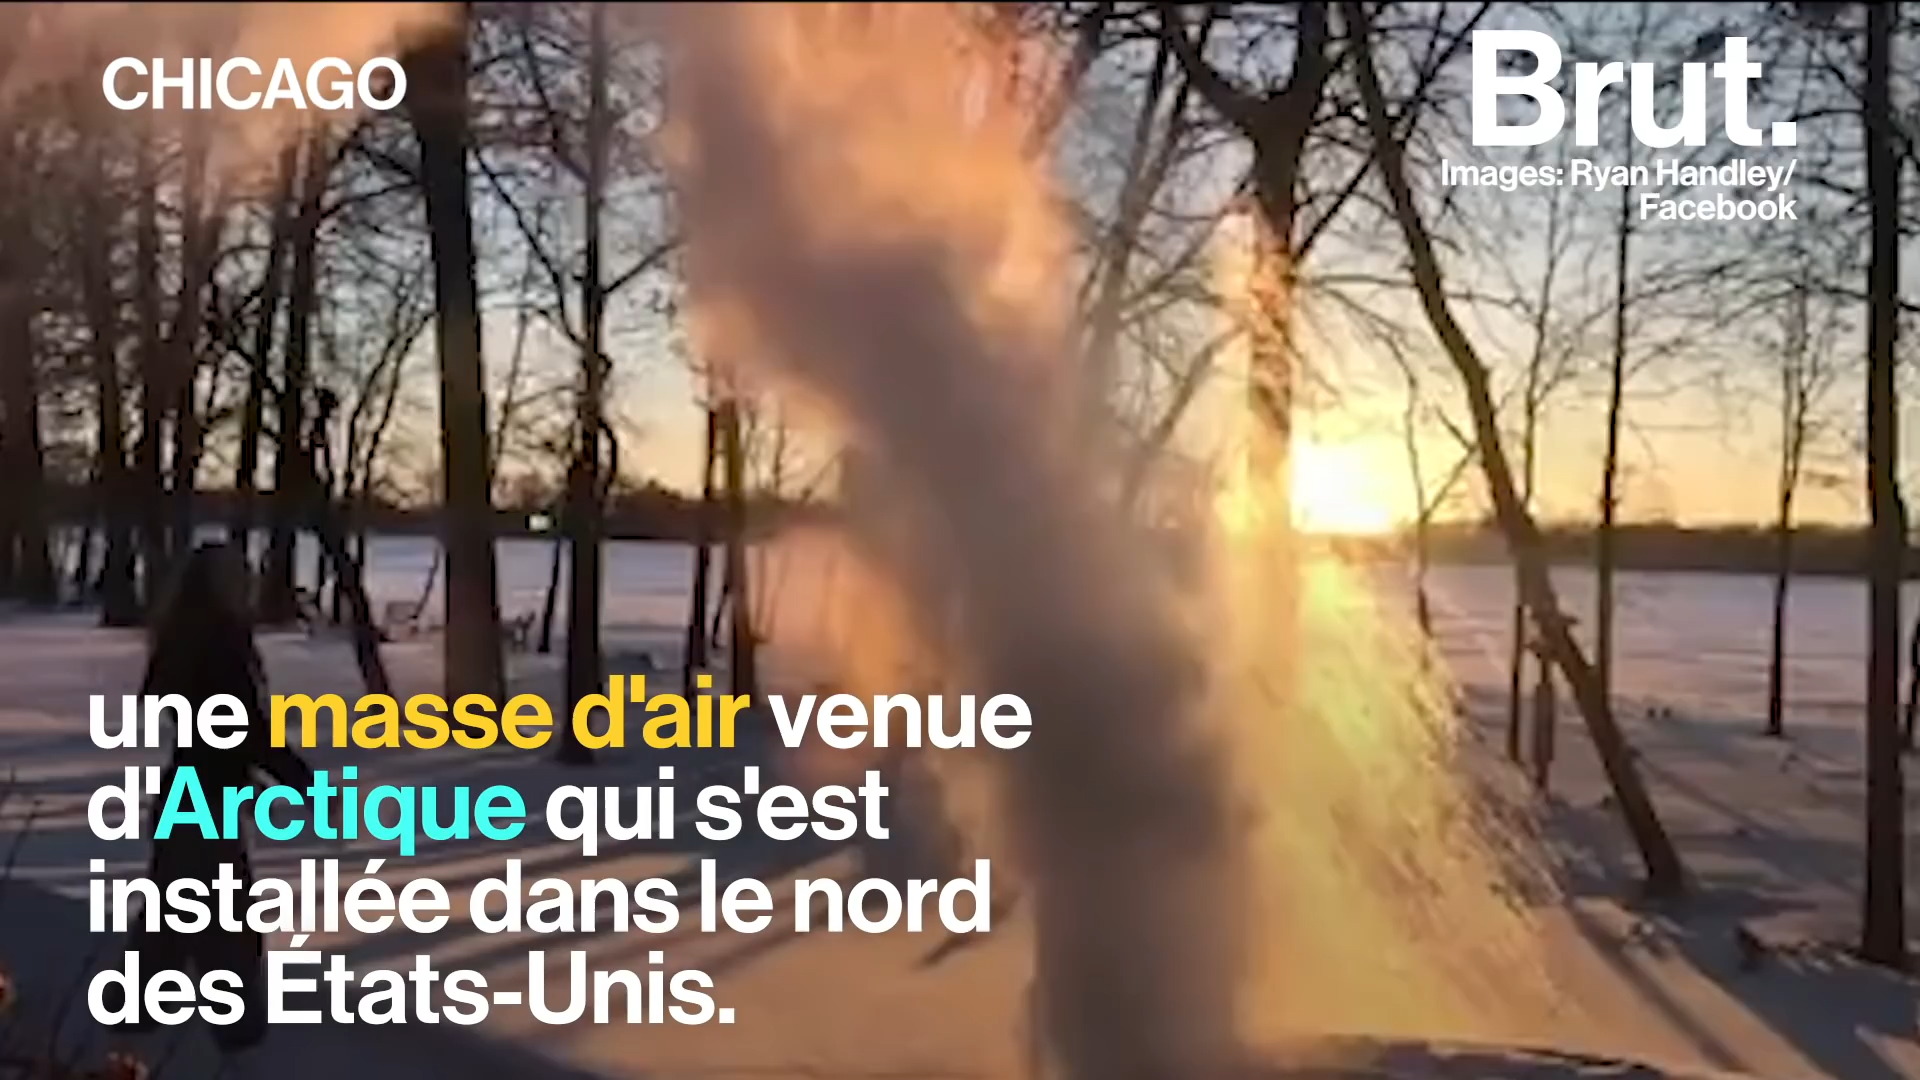 CHICAGO
Brut.
Images: Ryan Handley/
Facebook
une masse d'air venue
d'Arctique qui s'est
installée dans le nord
des États-Unis.